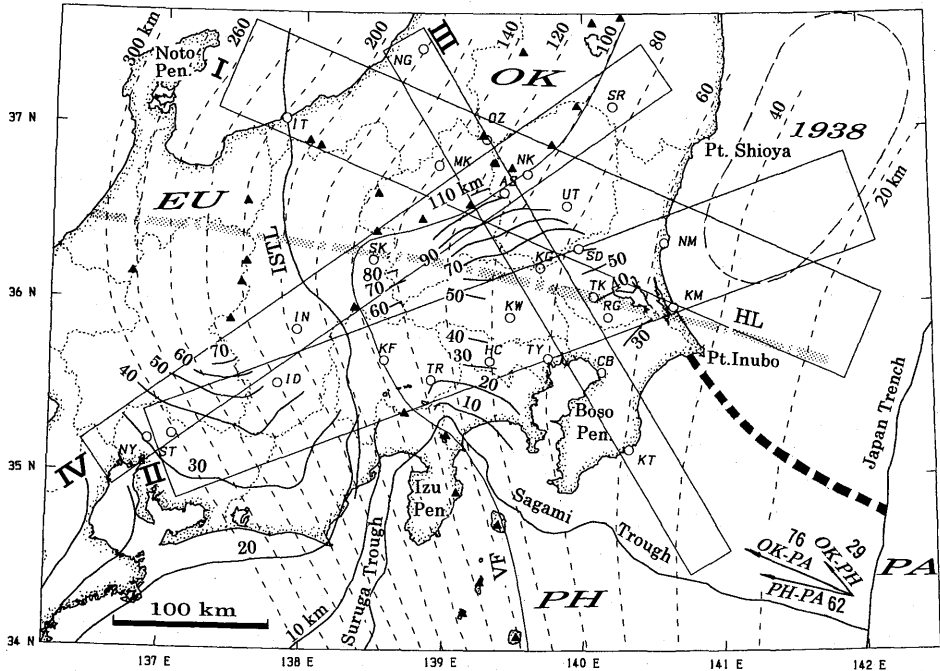 300 km
260
200
140
120
100
80
60
40
20 km
Noto
Pen.
I
III
NG
OK
SR
1938
37 N
IT
OZ
MK
NK
AS
110 km
Pt. Shioya
EU
UT
ISTL
SK
90
70
KG
SD
50
NM
80
70
60
50
TK
40
RG
KM
36 N
IN
KW
HL
30
Pt.Inubo
40
50
60
70
KF
40
30
HC
TY
CB
ID
TR
20
10
Boso
Pen.
Japan Trench
NY
ST
35 N
IV
II
30
KT
Izu
Pen.
Sagami
Trough
20
Suruga Trough
VF
76
OK-PA
29
OK-PH
PA
PH
PH-PA 62
100 km
10 km
34 N
137 E
138 E
139 E
140 E
141 E
142 E